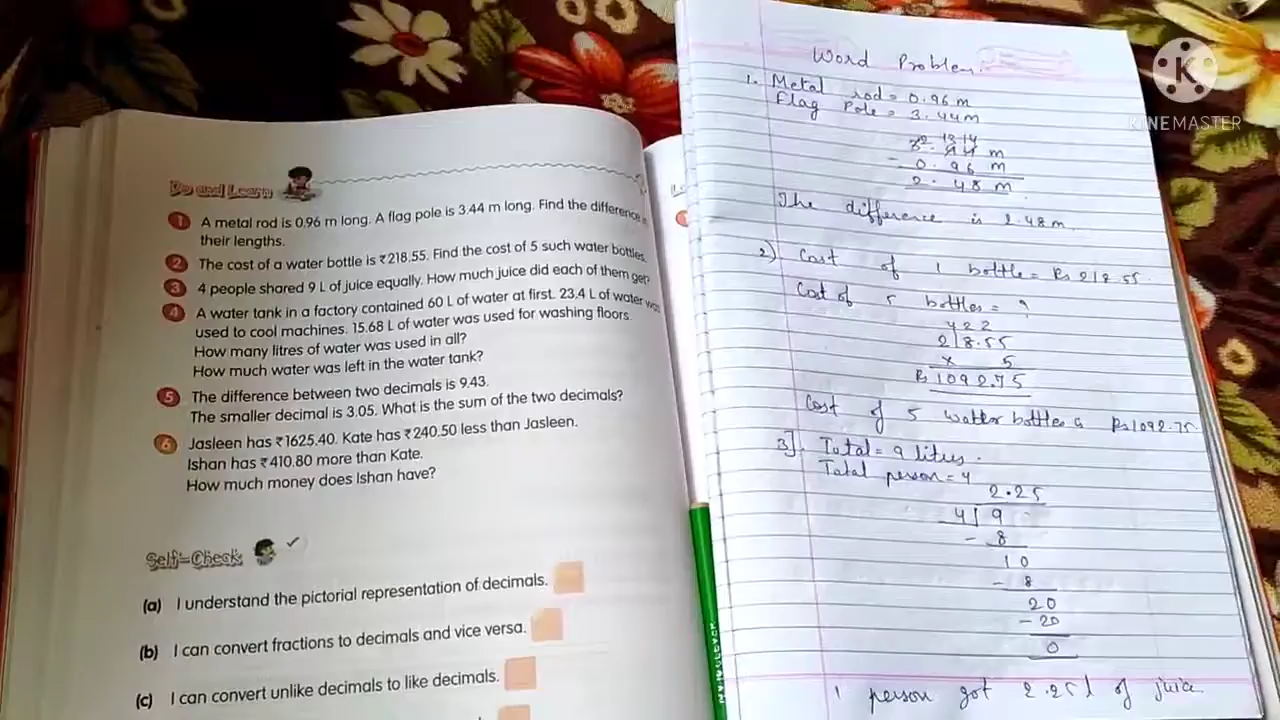 Do and Learn
1 A metal rod is 0.96 m long. A flag pole is 3.44 m long. Find the difference
their lengths.
2 The cost of a water bottle is ₹218.55. Find the cost of 5 such water bottles.
3 4 people shared 9 L of juice equally. How much juice did each of them get?
4 A water tank in a factory contained 60 L of water at first. 23.4 L of water was
used to cool machines. 15.68 L of water was used for washing floors.
How many litres of water was used in all?
How much water was left in the water tank?
5 The difference between two decimals is 9.43.
The smaller decimal is 3.05. What is the sum of the two decimals?
6 Jasleen has ₹1625.40. Kate has ₹240.50 less than Jasleen.
Ishan has ₹410.80 more than Kate.
How much money does Ishan have?
Self-Check
(a) I understand the pictorial representation of decimals.
(b) I can convert fractions to decimals and vice versa.
(c) I can convert unlike decimals to like decimals.
Word Problem.
1. Metal rod = 0.96 m
Flag Pole = 3.44m
2 13 14
3.44 m
- 0.96 m
2.48 m
The difference is 2.48m.
2) Cost of 1 bottle = Rs 218.55.
Cost of 5 bottles = ?
4 2 2
218.55
x 5
Rs 1092.75
Cost of 5 watter bottles Rs 1092.75.
3]. Total = 9 litres.
Total person = 4
2.25
4 9
- 8
10
- 8
20
- 20
0
1 person got 2.25 l of juice
KINEMASTER